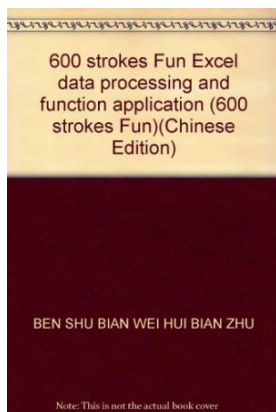 600 strokes Fun Excel
data processing and
function application (600
strokes Fun)(Chinese
Edition)
BEN SHU BIAN WEI HUI BIAN ZHU
Note: This is not the actual book cover